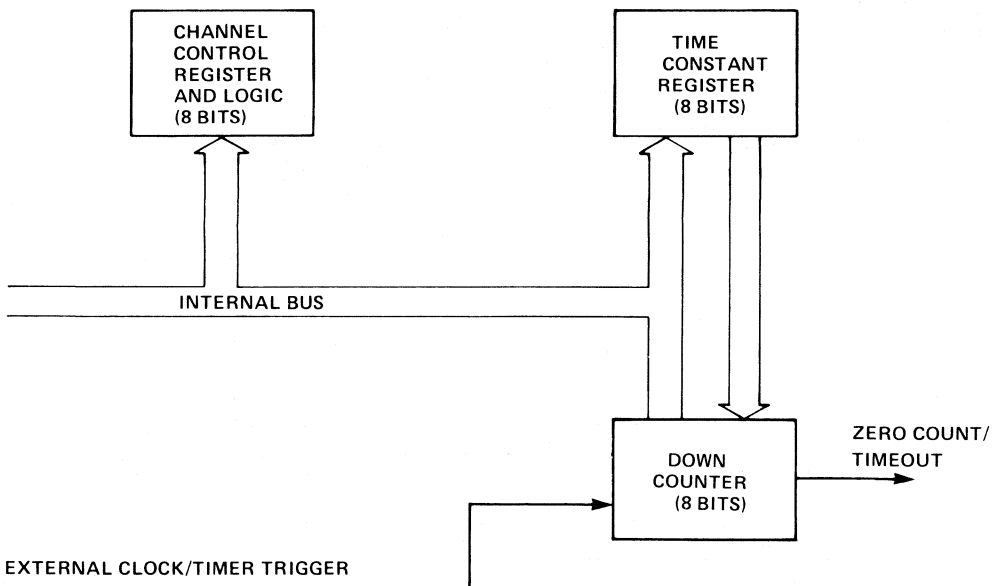 CHANNEL
CONTROL
REGISTER
AND LOGIC
(8 BITS)
TIME
CONSTANT
REGISTER
(8 BITS)
INTERNAL BUS
DOWN
COUNTER
(8 BITS)
ZERO COUNT/
TIMEOUT
EXTERNAL CLOCK/TIMER TRIGGER